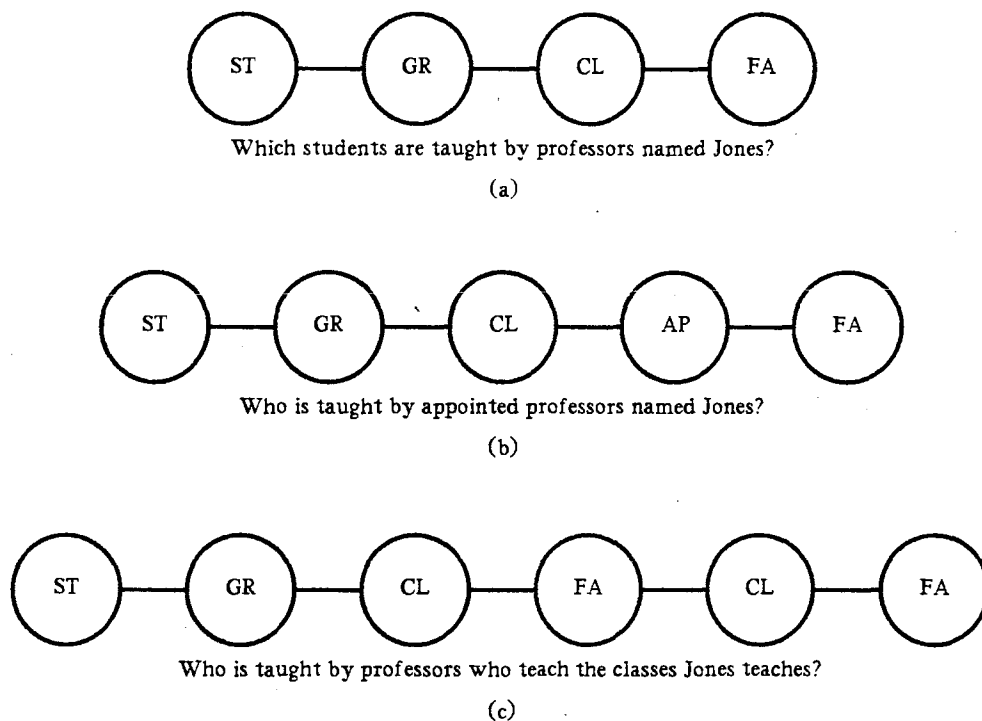 ST GR CL FA
Which students are taught by professors named Jones?
(a)
ST GR CL AP FA
Who is taught by appointed professors named Jones?
(b)
ST GR CL FA CL FA
Who is taught by professors who teach the classes Jones teaches?
(c)